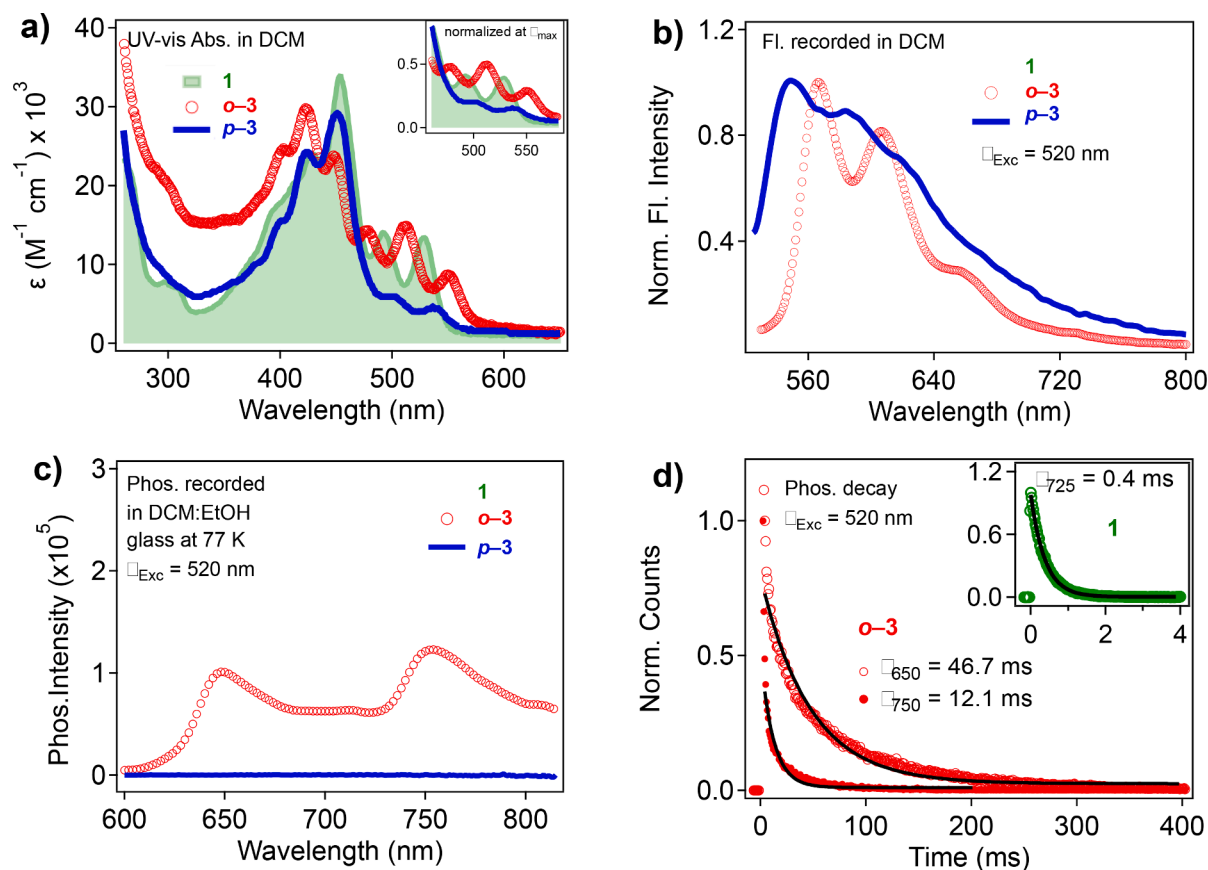 a)
UV-vis Abs. in DCM
1
o–3
p–3
normalized at □max
0.5
0.0
500
550
40
30
20
10
0
ε (M⁻¹ cm⁻¹) x 10³
300
400
500
600
Wavelength (nm)
b)
Fl. recorded in DCM
1
o–3
p–3
□Exc = 520 nm
1.2
0.8
0.4
Norm. Fl. Intensity
560
640
720
800
Wavelength (nm)
c)
Phos. recorded
in DCM:EtOH
glass at 77 K
□Exc = 520 nm
1
o–3
p–3
3
2
1
0
Phos.Intensity (x10⁵)
600
650
700
750
800
Wavelength (nm)
d)
Phos. decay
□Exc = 520 nm
o–3
□650 = 46.7 ms
□750 = 12.1 ms
□725 = 0.4 ms
1
1.2
0.6
0.0
0
2
4
1.0
0.5
0.0
Norm. Counts
0
100
200
300
400
Time (ms)